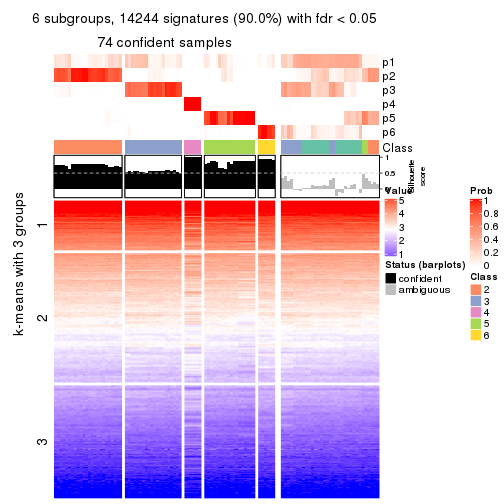 6 subgroups, 14244 signatures (90.0%) with fdr < 0.05
74 confident samples
p1
p2
p3
p4
p5
p6
Class
1
0.5
0
Silhouette
score
k-means with 3 groups
1
2
3
Value
5
4
3
2
1
Status (barplots)
confident
ambiguous
Prob
1
0.8
0.6
0.4
0.2
0
Class
2
3
4
5
6